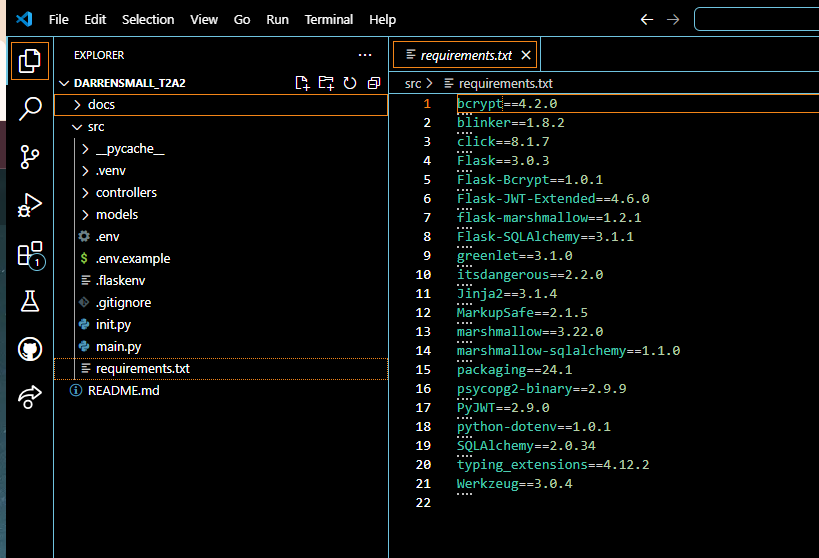 File Edit Selection View Go Run Terminal Help
EXPLORER
DARRENSMALL_T2A2
docs
src
__pycache__
.venv
controllers
models
.env
.env.example
.flaskenv
.gitignore
init.py
main.py
requirements.txt
README.md
1
requirements.txt
src > requirements.txt
1 bcrypt==4.2.0
2 blinker==1.8.2
3 click==8.1.7
4 Flask==3.0.3
5 Flask-Bcrypt==1.0.1
6 Flask-JWT-Extended==4.6.0
7 flask-marshmallow==1.2.1
8 Flask-SQLAlchemy==3.1.1
9 greenlet==3.1.0
10 itsdangerous==2.2.0
11 Jinja2==3.1.4
12 MarkupSafe==2.1.5
13 marshmallow==3.22.0
14 marshmallow-sqlalchemy==1.1.0
15 packaging==24.1
16 psycopg2-binary==2.9.9
17 PyJWT==2.9.0
18 python-dotenv==1.0.1
19 SQLAlchemy==2.0.34
20 typing_extensions==4.12.2
21 Werkzeug==3.0.4
22